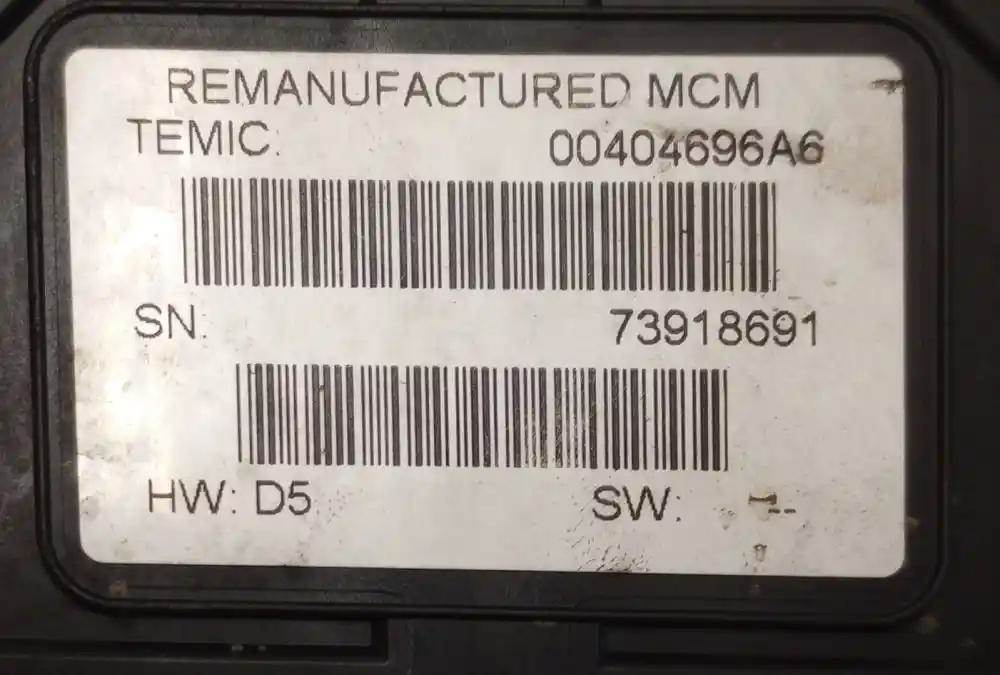 REMANUFACTURED MCM
TEMIC: 00404696A6
SN: 73918691
HW: D5 SW: --